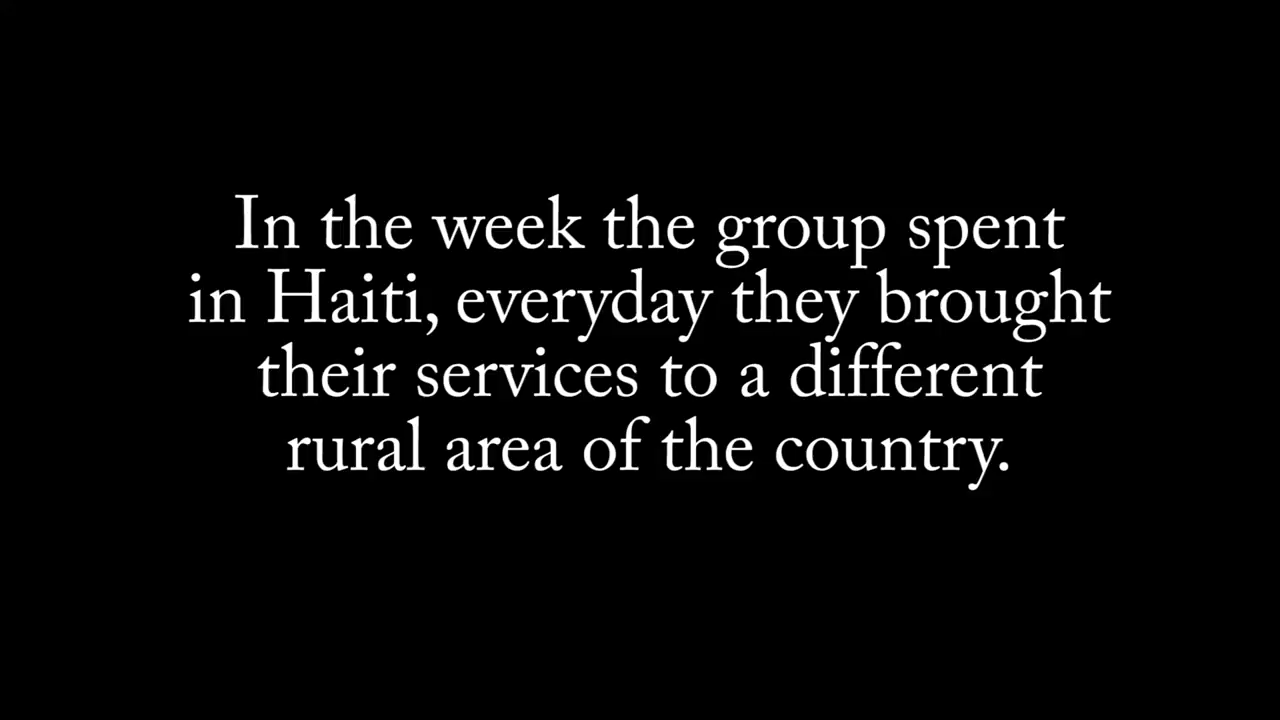 In the week the group spent
in Haiti, everyday they brought
their services to a different
rural area of the country.